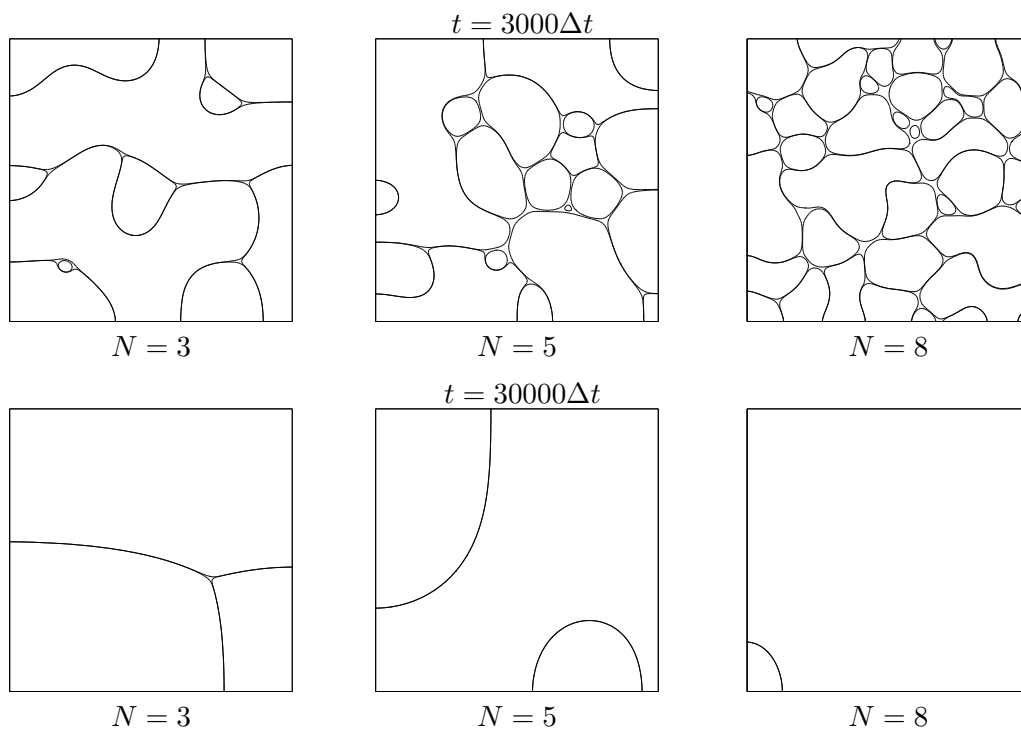 t = 3000Δt
N = 3 N = 5 N = 8
t = 30000Δt
N = 3 N = 5 N = 8